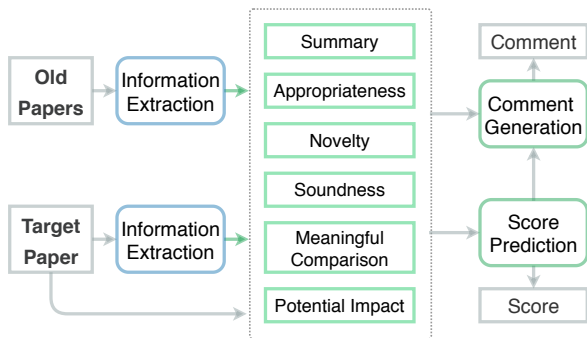 Old
Papers
Information
Extraction
Target
Paper
Information
Extraction
Summary
Appropriateness
Novelty
Soundness
Meaningful
Comparison
Potential Impact
Comment
Comment
Generation
Score
Prediction
Score